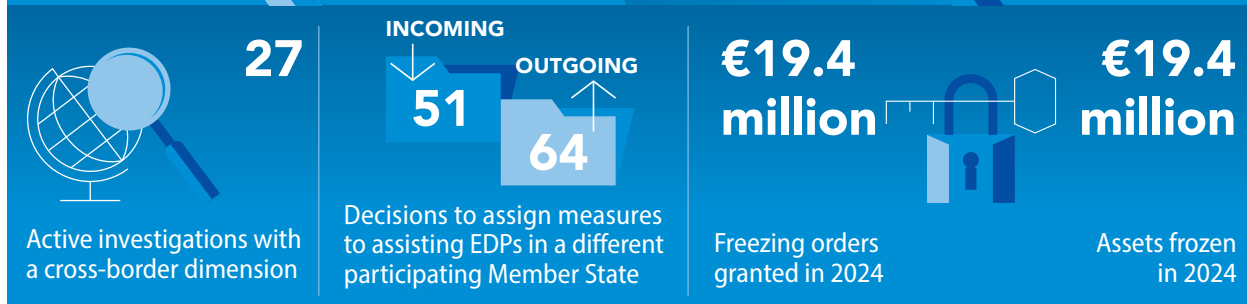 27
Active investigations with
a cross-border dimension
INCOMING
51
OUTGOING
64
Decisions to assign measures
to assisting EDPs in a different
participating Member State
€19.4
million
Freezing orders
granted in 2024
€19.4
million
Assets frozen
in 2024